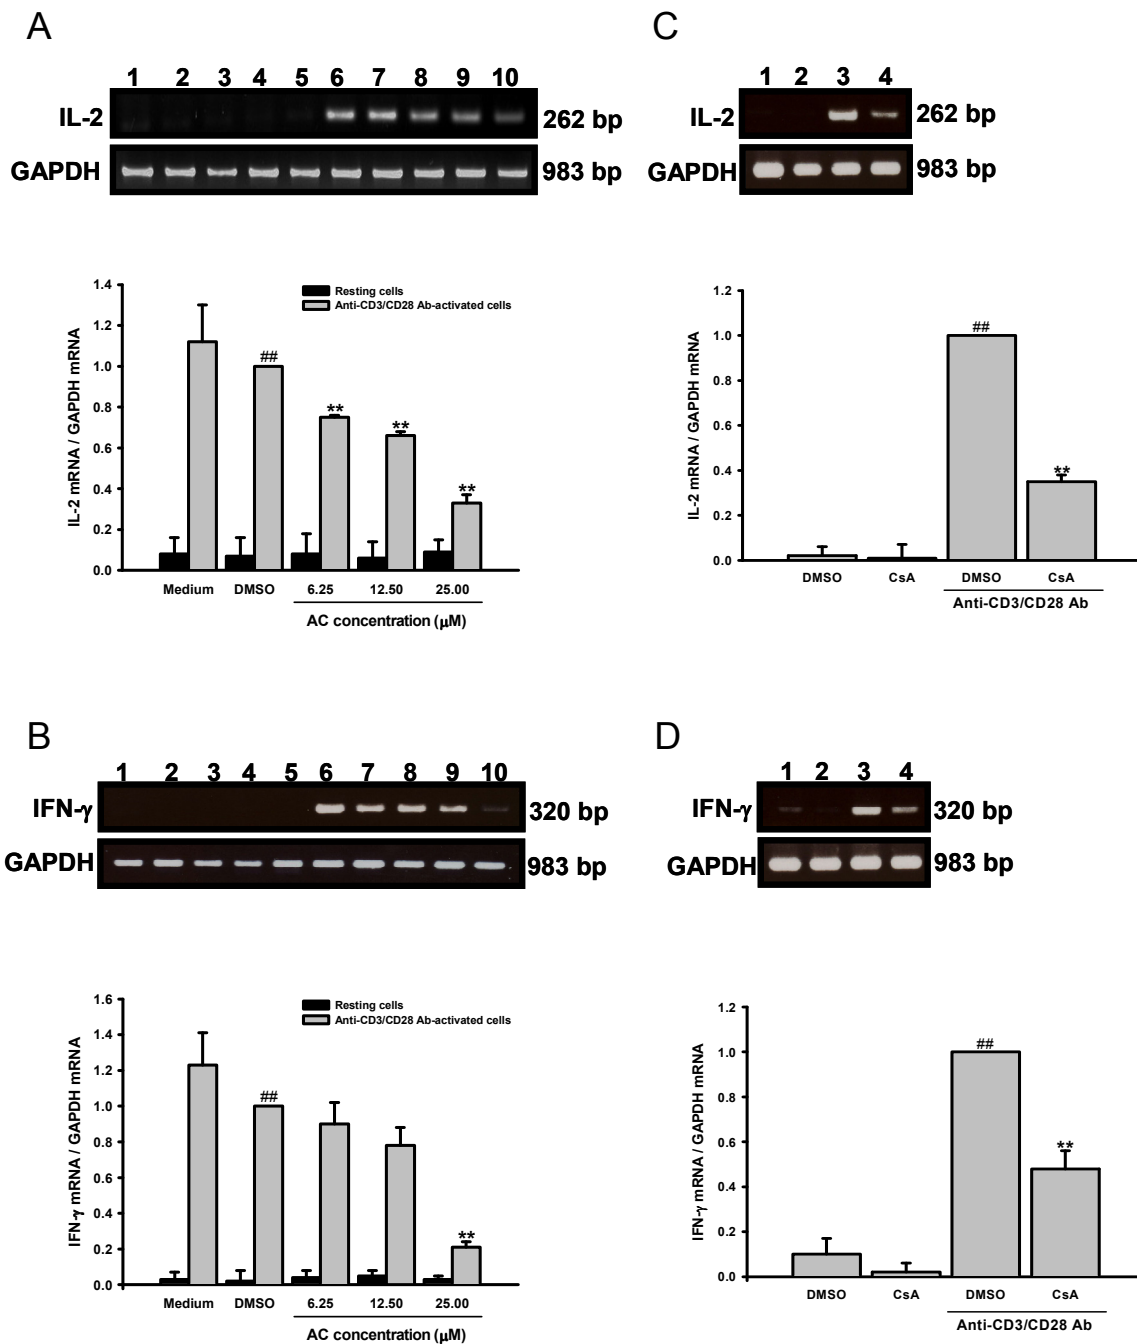 A
1 2 3 4 5 6 7 8 9 10
IL-2 262 bp
GAPDH 983 bp
1.4
1.2
1.0
0.8
0.6
0.4
0.2
0.0
IL-2 mRNA / GAPDH mRNA
Resting cells
Anti-CD3/CD28 Ab-activated cells
##
**
**
**
Medium DMSO 6.25 12.50 25.00
AC concentration (μM)
C
1 2 3 4
IL-2 262 bp
GAPDH 983 bp
1.2
1.0
0.8
0.6
0.4
0.2
0.0
IL-2 mRNA / GAPDH mRNA
##
**
DMSO CsA DMSO CsA
Anti-CD3/CD28 Ab
B
1 2 3 4 5 6 7 8 9 10
IFN-γ 320 bp
GAPDH 983 bp
1.6
1.4
1.2
1.0
0.8
0.6
0.4
0.2
0.0
IFN-γ mRNA / GAPDH mRNA
Resting cells
Anti-CD3/CD28 Ab-activated cells
##
**
Medium DMSO 6.25 12.50 25.00
AC concentration (μM)
D
1 2 3 4
IFN-γ 320 bp
GAPDH 983 bp
1.2
1.0
0.8
0.6
0.4
0.2
0.0
IFN-γ mRNA / GAPDH mRNA
##
**
DMSO CsA DMSO CsA
Anti-CD3/CD28 Ab